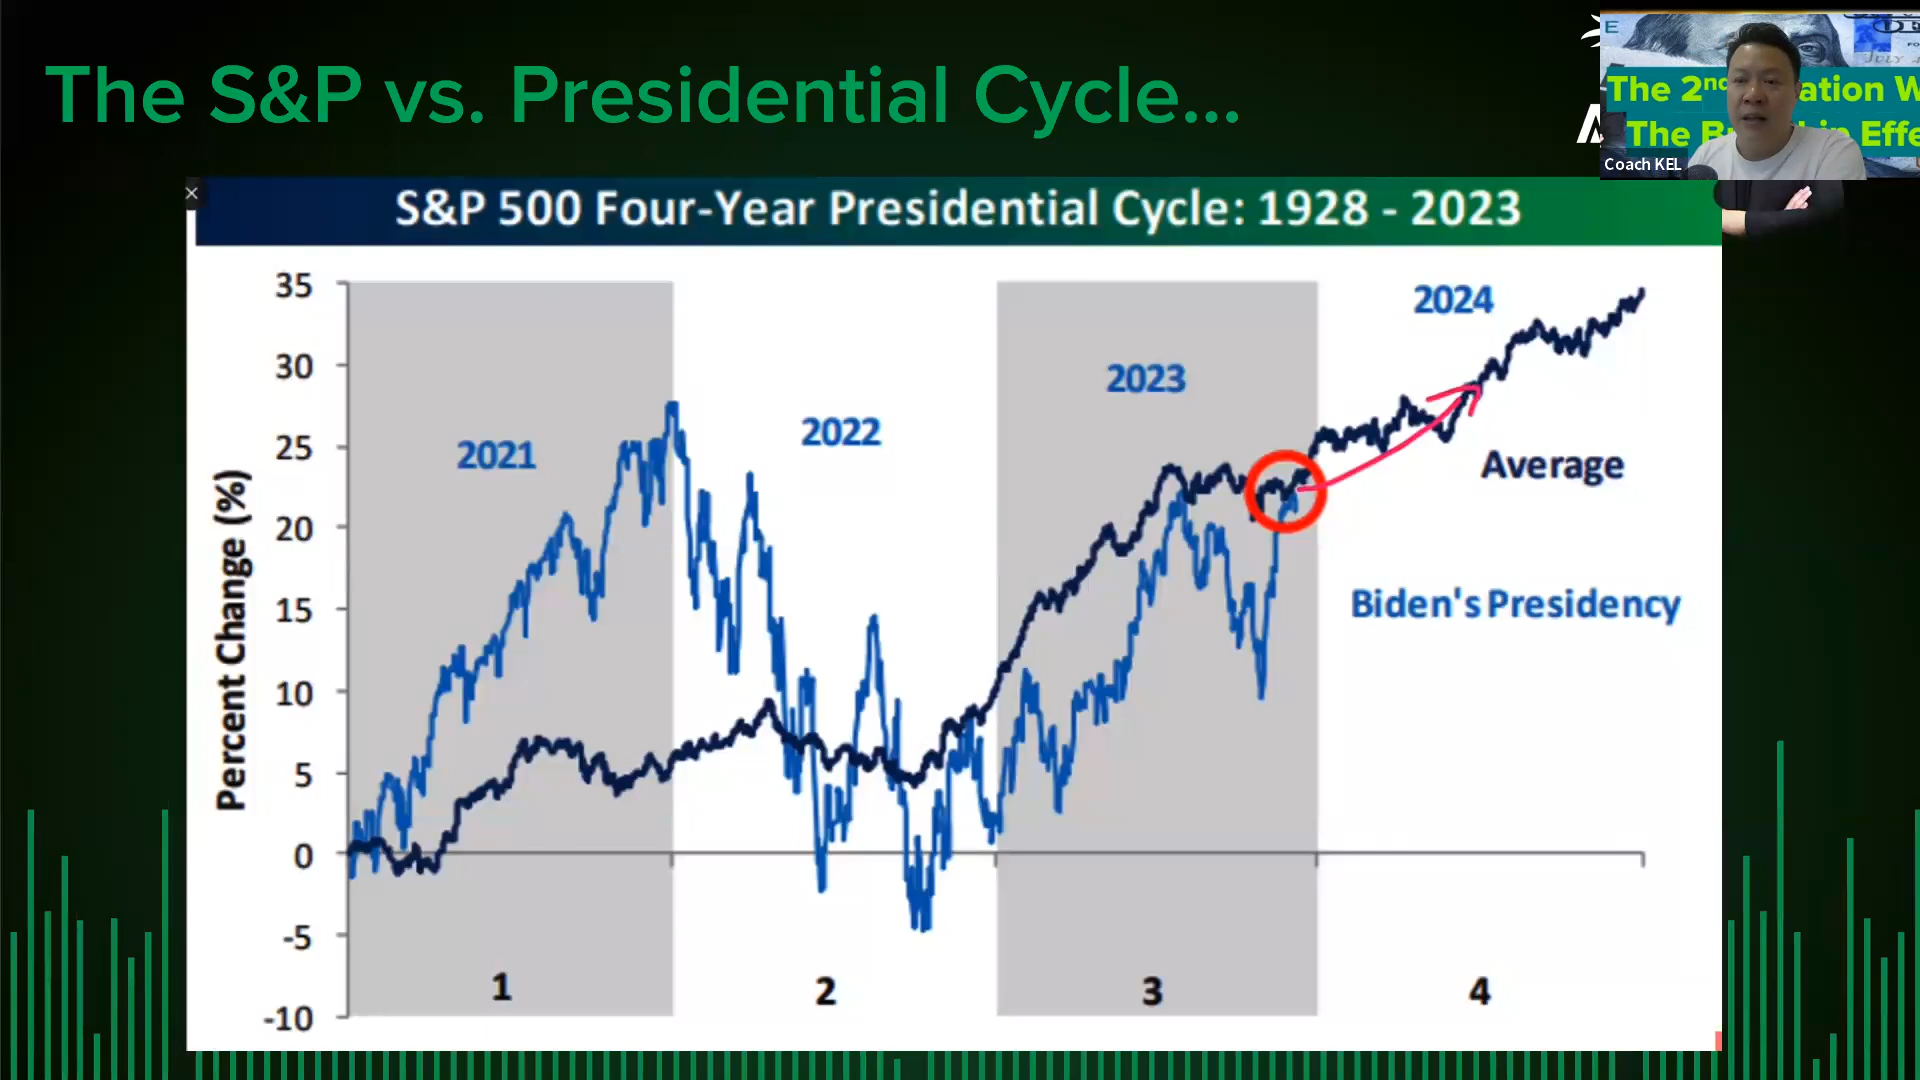 The S&P vs. Presidential Cycle...
E
The 2nd ation W
The B in Effe
Coach KEL
S&P 500 Four-Year Presidential Cycle: 1928 - 2023
Percent Change (%)
35
30
25
20
15
10
5
0
-5
-10
2021
2022
2023
2024
Average
Biden's Presidency
1
2
3
4